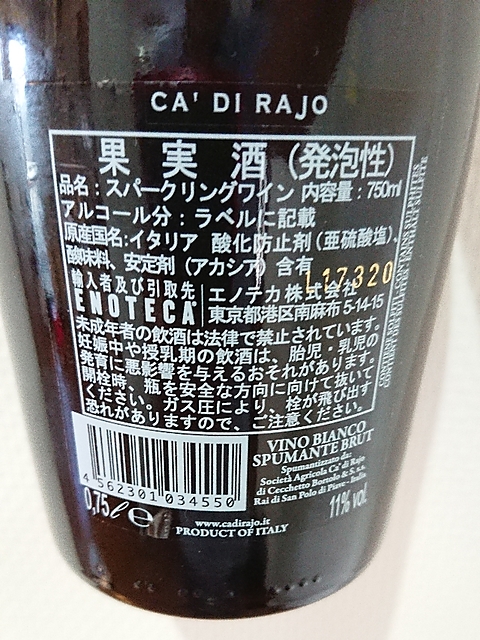 CA' DI RAJO
果実酒(発泡性)
品名:スパークリングワイン 内容量:750ml
アルコール分:ラベルに記載
原産国名:イタリア 酸化防止剤(亜硫酸塩)、
酸味料、安定剤(アカシア)含有
L17320
輸入者及び引取先
ENOTECA
エノテカ株式会社
東京都港区南麻布5-14-15
未成年者の飲酒は法律で禁止されています。
妊娠中や授乳期の飲酒は、胎児・乳児の
発育に悪影響を与えるおそれがあります。
開栓時、瓶を安全な方向に向けて抜いて
ください。ガス圧により、栓が飛び出す
恐れがありますので、ご注意ください。
4562301034550
0,75ℓ e
VINO BIANCO
SPUMANTE BRUT
Spumantizzato da:
Società Agricola Ca' di Rajo
di Cecchetto Bortolo & S. s.s.
Rai di San Polo di Piave - Italia
11% vol.
www.cadirajo.it
PRODUCT OF ITALY